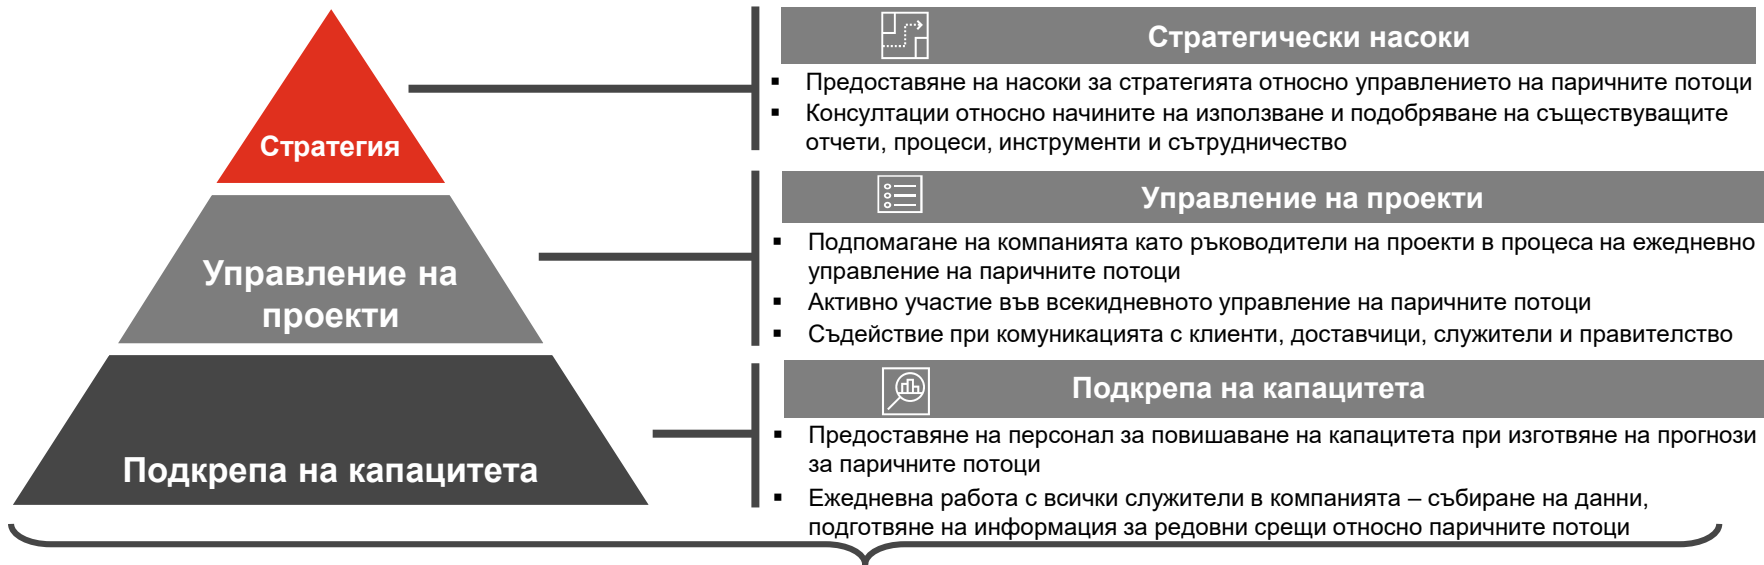 Стратегия
Управление на
проекти
Подкрепа на капацитета
Стратегически насоки
▪ Предоставяне на насоки за стратегията относно управлението на паричните потоци
▪ Консултации относно начините на използване и подобряване на съществуващите
отчети, процеси, инструменти и сътрудничество
Управление на проекти
▪ Подпомагане на компанията като ръководители на проекти в процеса на ежедневно
управление на паричните потоци
▪ Активно участие във всекидневното управление на паричните потоци
▪ Съдействие при комуникацията с клиенти, доставчици, служители и правителство
Подкрепа на капацитета
▪ Предоставяне на персонал за повишаване на капацитета при изготвяне на прогнози
за паричните потоци
▪ Ежедневна работа с всички служители в компанията – събиране на данни,
подготвяне на информация за редовни срещи относно паричните потоци